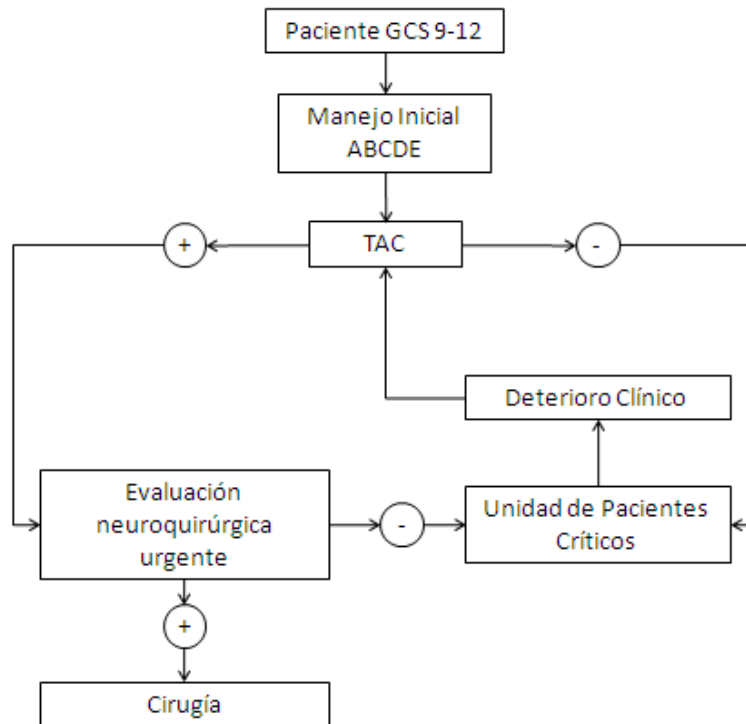 Paciente GCS 9-12
Manejo Inicial
ABCDE
+
TAC
-
Deterioro Clínico
Evaluación
neuroquirúrgica
urgente
-
Unidad de Pacientes
Críticos
+
Cirugía